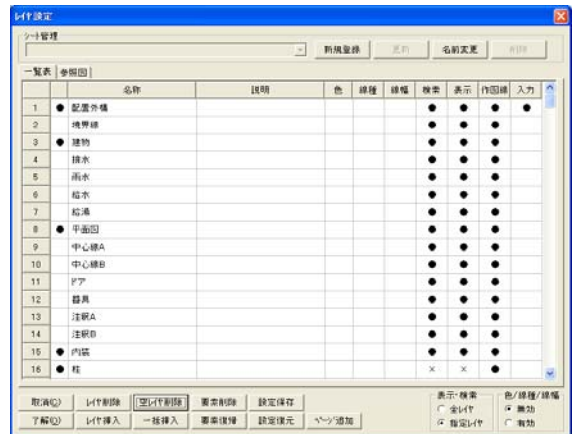 レイヤ設定
シート管理
新規登録 更新 名前変更 削除
一覧表 参照図
名称 説明 色 線種 線幅 検索 表示 作図線 入力
1 ● 配置外構 ● ● ● ●
2 境界線 ● ● ●
3 ● 建物 ● ● ●
4 排水 ● ● ●
5 雨水 ● ● ●
6 給水 ● ● ●
7 給湯 ● ● ●
8 ● 平面図 ● ● ●
9 中心線A ● ● ●
10 中心線B ● ● ●
11 ドア ● ● ●
12 器具 ● ● ●
13 注釈A ● ● ●
14 注釈B ● ● ●
15 ● 内装 ● ● ●
16 ● 柱 × × ●
取消(C) レイヤ削除 空レイヤ削除 要素削除 設定保存
了解(O) レイヤ挿入 一括挿入 要素復帰 設定復元 ページ追加
表示・検索
全レイヤ
指定レイヤ
色/線種/線幅
無効
有効